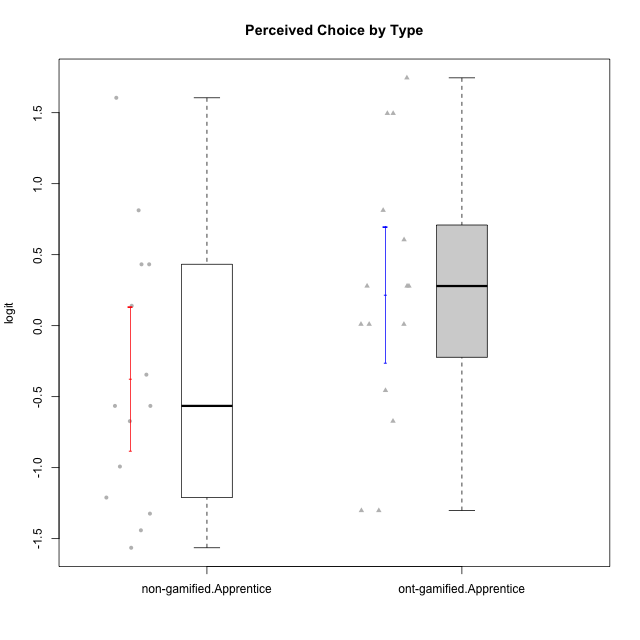 Perceived Choice by Type
logit
1.5
1.0
0.5
0.0
-0.5
-1.0
-1.5
non-gamified.Apprentice
ont-gamified.Apprentice